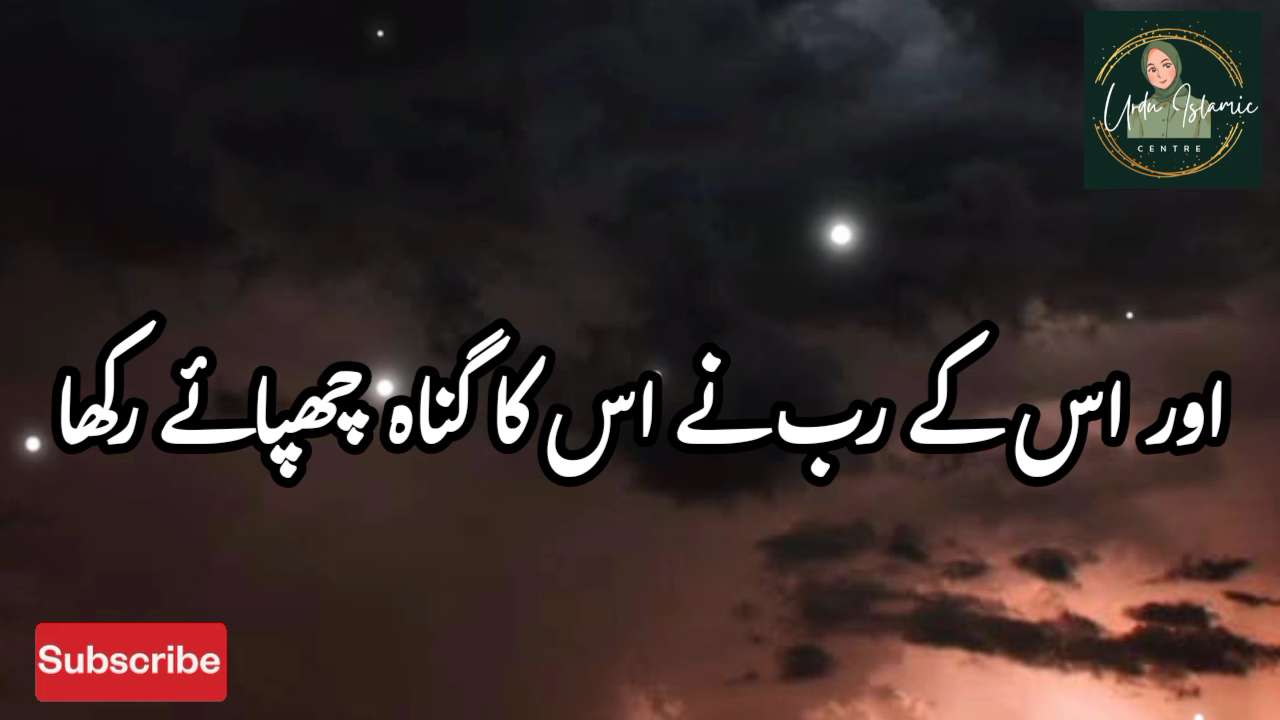 Urdu Islamic
CENTRE
اور اس کے رب نے اس کا گناہ چھپائے رکھا
Subscribe